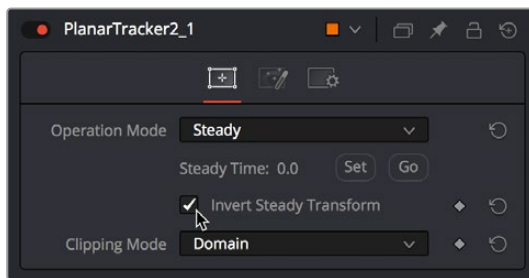 PlanarTracker2_1
Operation Mode Steady
Steady Time: 0.0 Set Go
Invert Steady Transform
Clipping Mode Domain